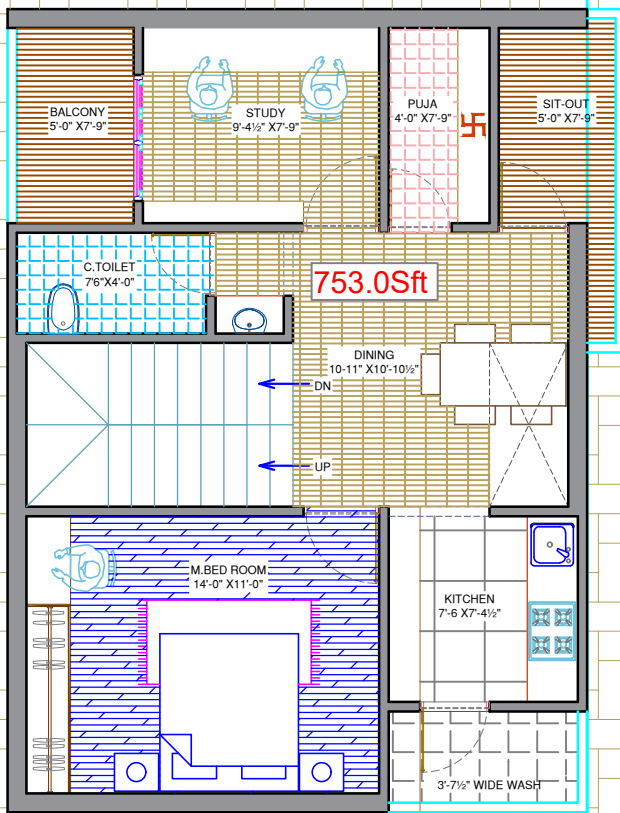 BALCONY
5'-0" X7'-9"
STUDY
9'-4½" X7'-9"
PUJA
4'-0" X7'-9"
SIT-OUT
5'-0" X7'-9"
C.TOILET
7'6"X4'-0"
753.0Sft
DINING
10-11" X10'-10½"
DN
UP
M.BED ROOM
14'-0" X11'-0"
KITCHEN
7'-6 X7'-4½"
3'-7½" WIDE WASH